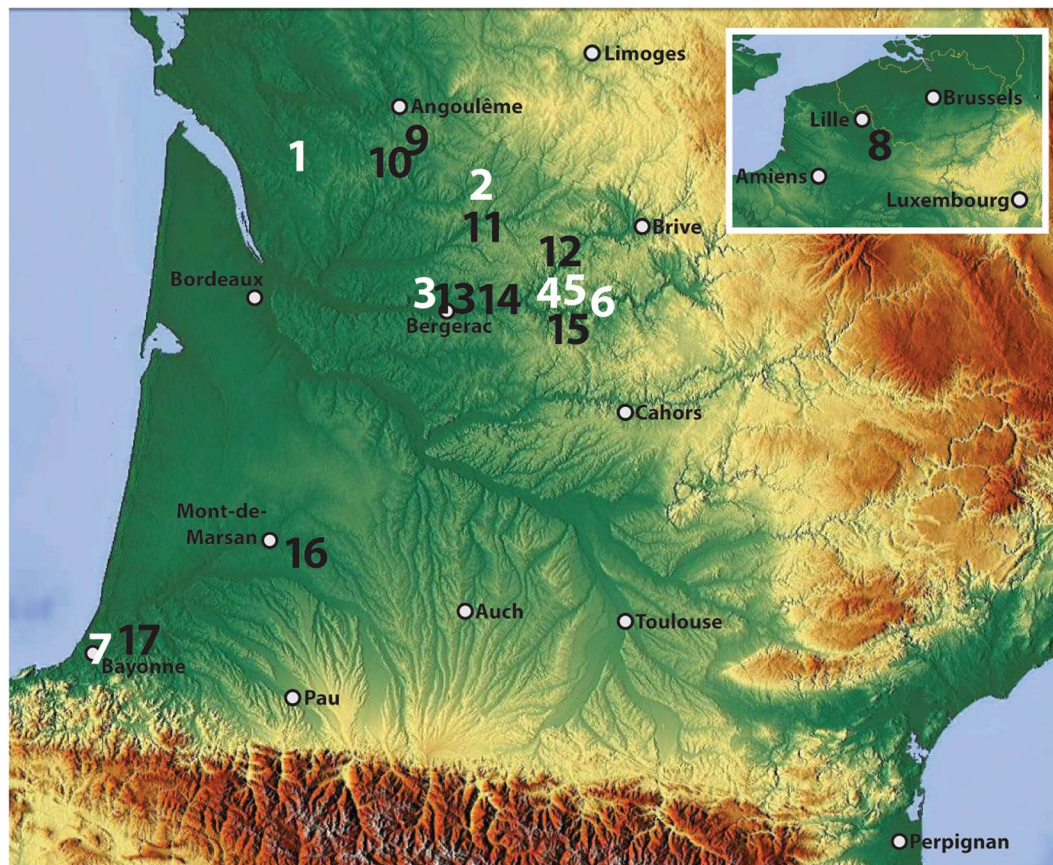 Limoges
Angoulême
Brussels
Lille
8
Amiens
Luxembourg
1
9
10
2
11
Brive
12
Bordeaux
3
13
14
4
5
6
Bergerac
15
Cahors
Mont-de-
Marsan
16
Auch
Toulouse
7
17
Bayonne
Pau
Perpignan